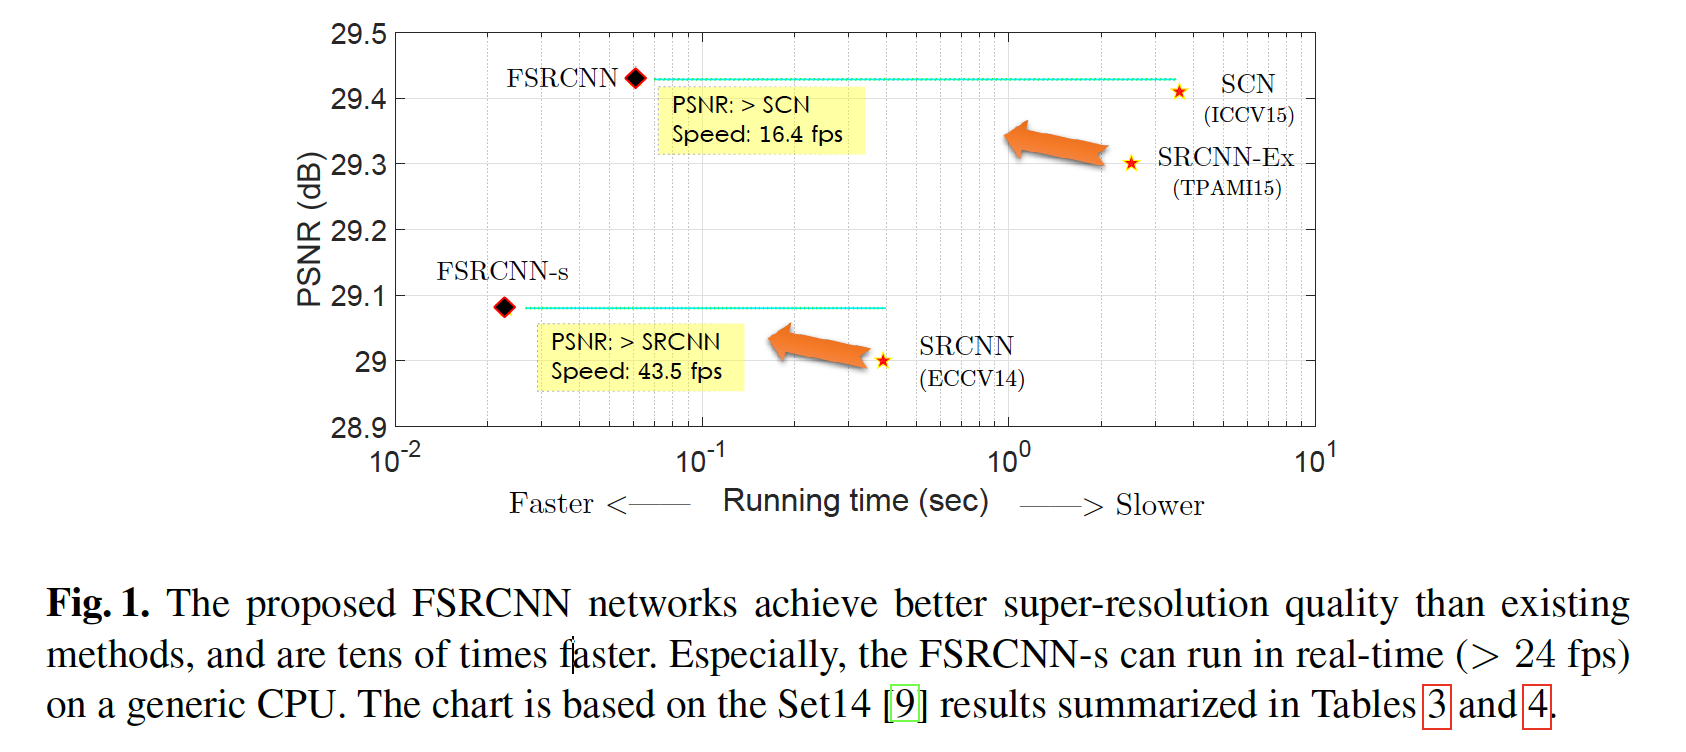 29.5
FSRCNN
SCN
29.4
PSNR: > SCN
(ICCV15)
Speed: 16.4 fps
SRCNN-Ex
29.3
(TPAMI15)
PSNR (dB)
29.2
FSRCNN-s
29.1
PSNR: > SRCNN
SRCNN
29
Speed: 43.5 fps
(ECCV14)
28.9
10^-2 10^-1 10^0 10^1
Faster <—— Running time (sec) ——> Slower
Fig. 1. The proposed FSRCNN networks achieve better super-resolution quality than existing
methods, and are tens of times faster. Especially, the FSRCNN-s can run in real-time (> 24 fps)
on a generic CPU. The chart is based on the Set14 [9] results summarized in Tables 3 and 4.